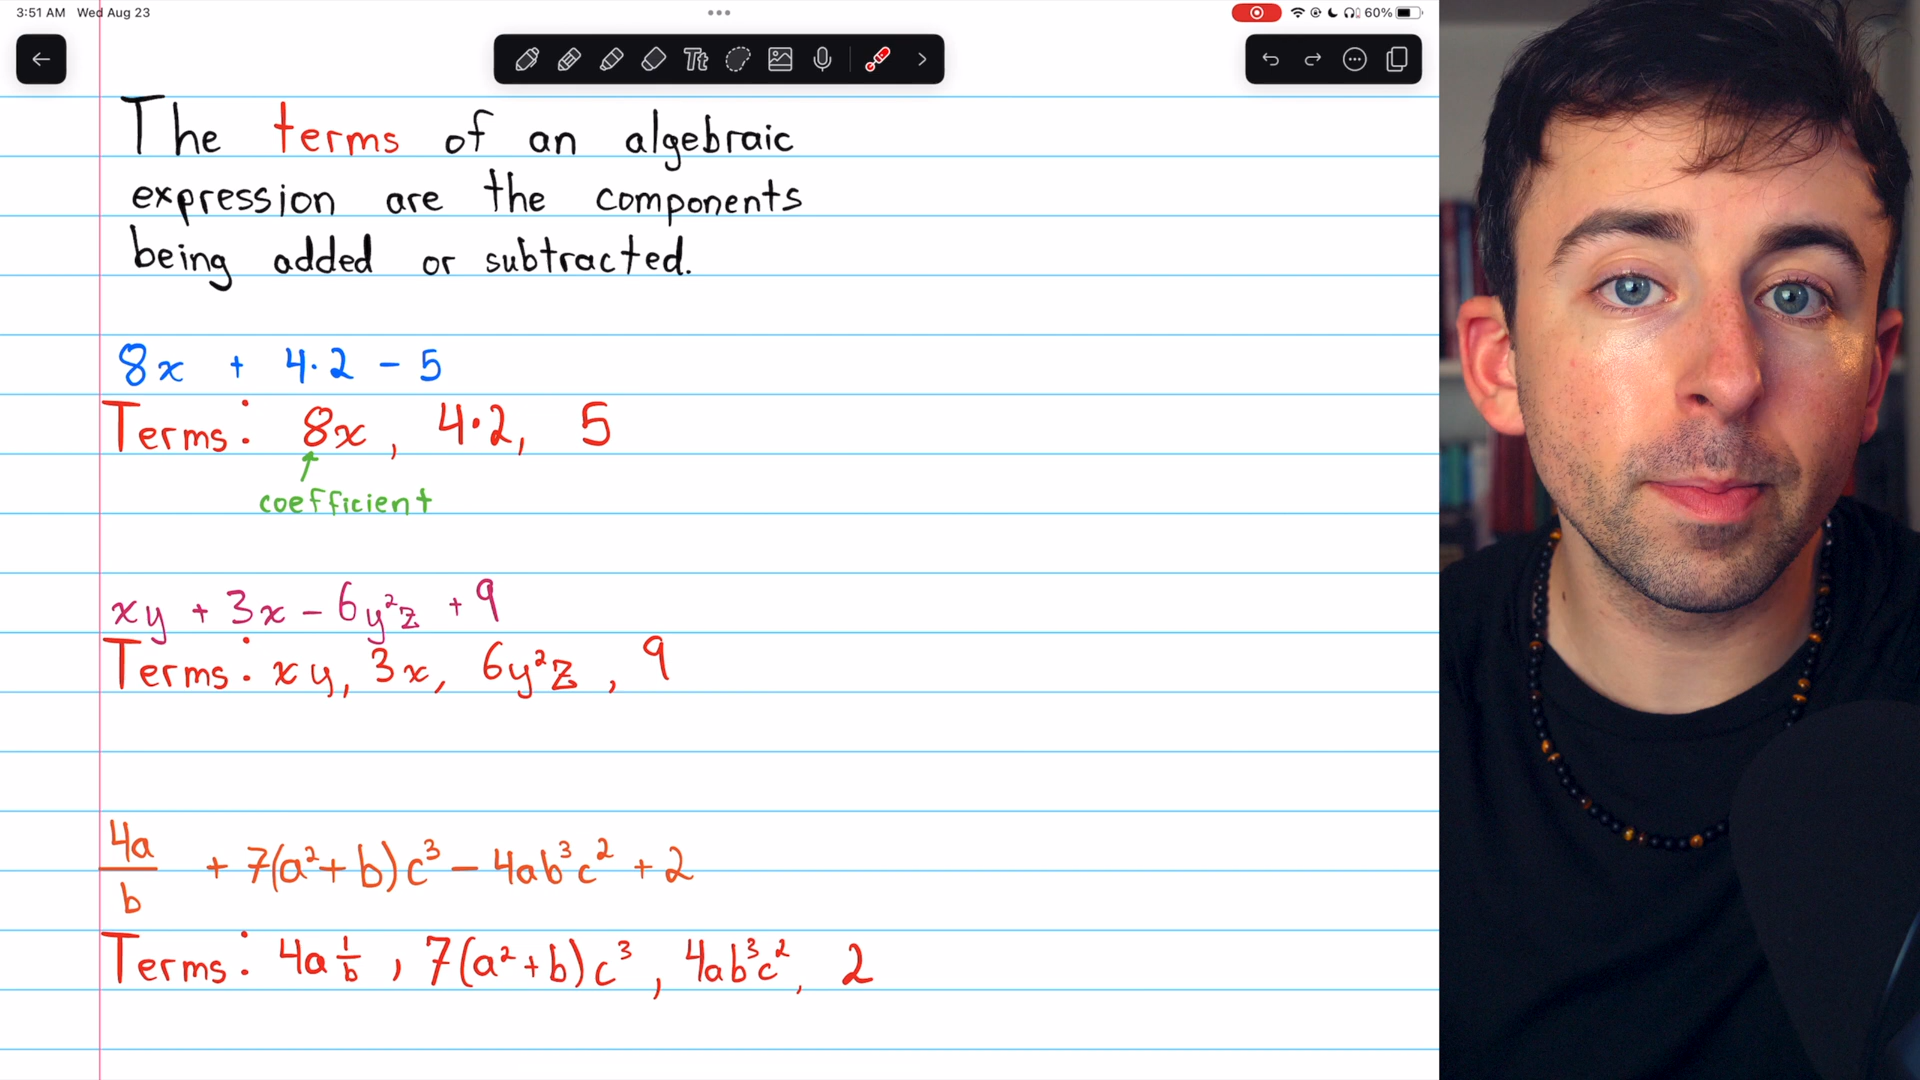 3:51 AM Wed Aug 23
60%
Tt
The terms of an algebraic
expression are the components
being added or subtracted.
8x + 4·2 - 5
Terms: 8x, 4·2, 5
coefficient
xy + 3x - 6y²z + 9
Terms: xy, 3x, 6y²z, 9
4a/b + 7(a²+b)c³ - 4ab³c² + 2
Terms: 4a 1/b, 7(a²+b)c³, 4ab³c², 2